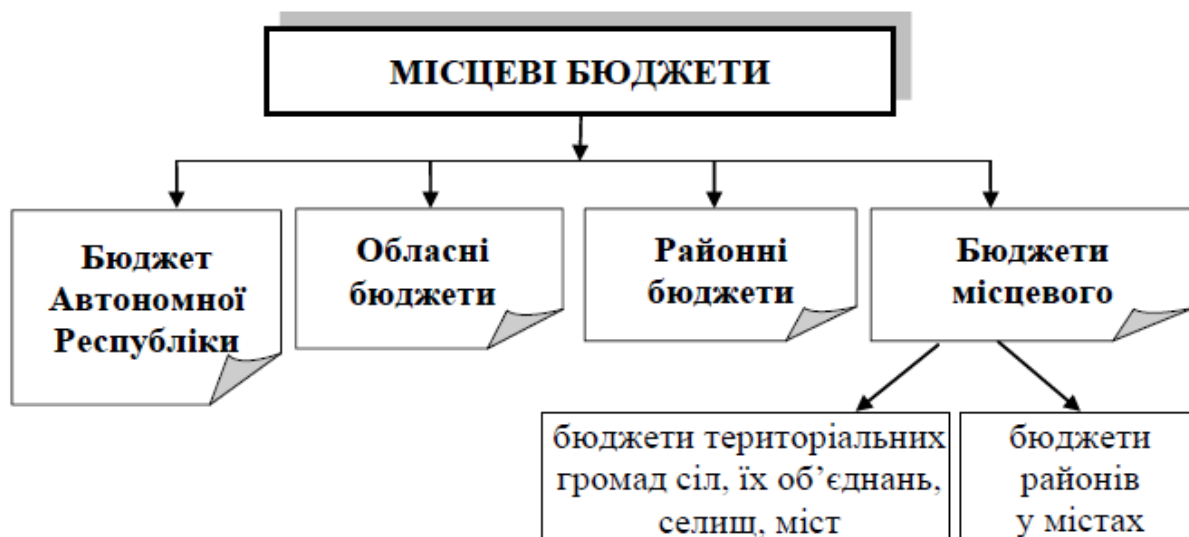 МІСЦЕВІ БЮДЖЕТИ
Бюджет
Автономної
Республіки
Обласні
бюджети
Районні
бюджети
Бюджети
місцевого
бюджети територіальних
громад сіл, їх об’єднань,
селищ, міст
бюджети
районів
у містах